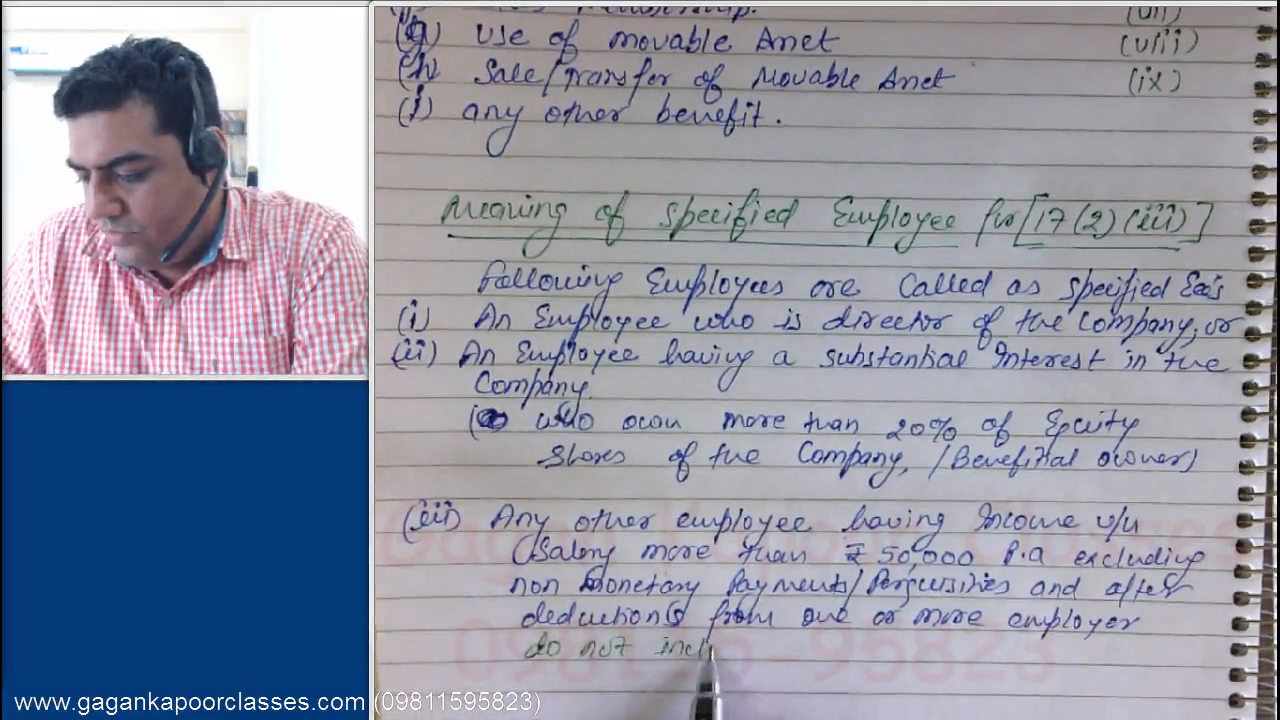 (vii)
(g) use of movable Asset (viii)
(h) Sale/Transfer of Movable Asset (ix)
(i) any other benefit.
Meaning of Specified Employee for [17(2)(iii)]
Following Employees are Called as specified Ees
(i) An Employee who is director of the Company, or
(ii) An Employee having a substantial Interest in the
Company.
( who own more than 20% of Equity
Shares of the Company, / Benefitial owner)
(iii) Any other employee having Income u/h
Salary more than ₹ 50,000 P.a excluding
non Monetary Payments/Perquisites and after
deductions from one or more employer
do not incl
www.gagankapoorclasses.com (09811595823)